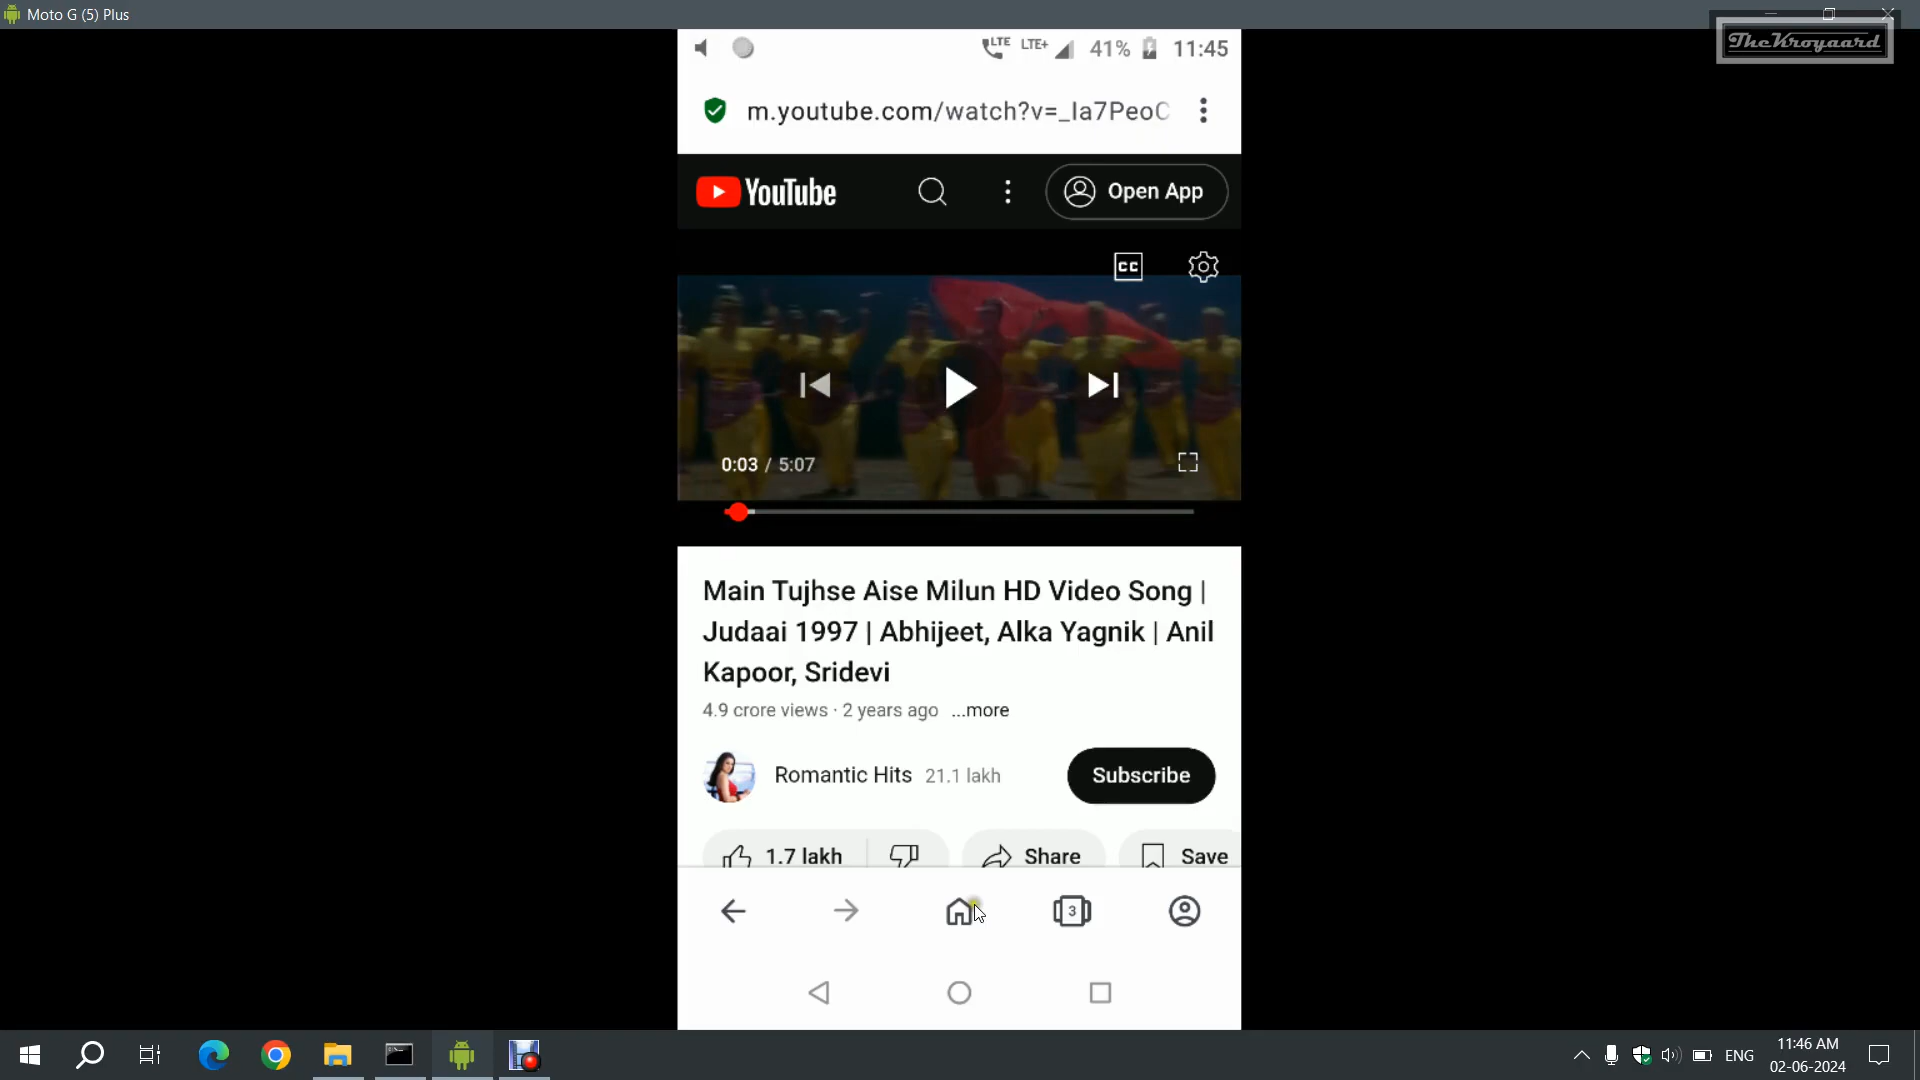 Moto G (5) Plus
TheKroyaard
LTE LTE+ 41% 11:45
m.youtube.com/watch?v=_Ia7PeoC
YouTube
Open App
CC
0:03 / 5:07
Main Tujhse Aise Milun HD Video Song |
Judaai 1997 | Abhijeet, Alka Yagnik | Anil
Kapoor, Sridevi
4.9 crore views · 2 years ago ...more
Romantic Hits 21.1 lakh
Subscribe
1.7 lakh
Share
Save
3
ENG
11:46 AM
02-06-2024